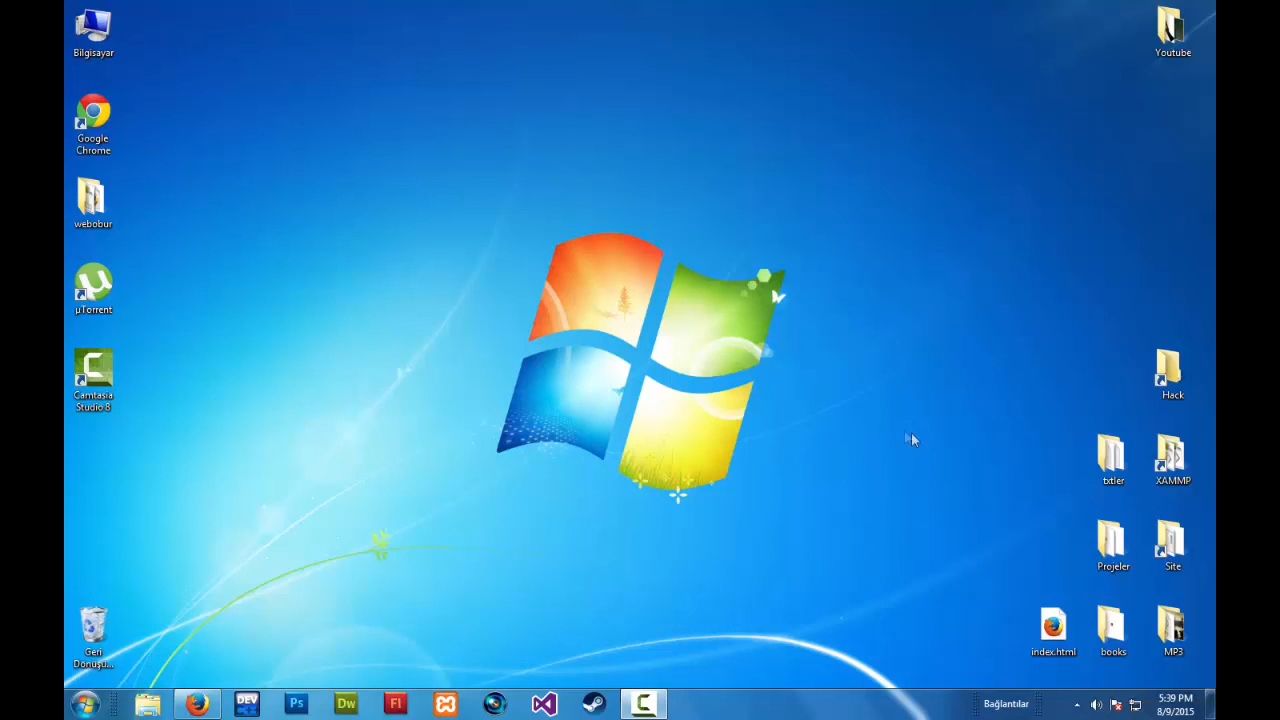 Bilgisayar
Youtube
Google
Chrome
webobur
µTorrent
Camtasia
Studio 8
Hack
txtler
XAMMP
Projeler
Site
Geri
Dönüşü...
index.html
books
MP3
DEV
Ps
Dw
Fl
Bağlantılar
5:39 PM
8/9/2015